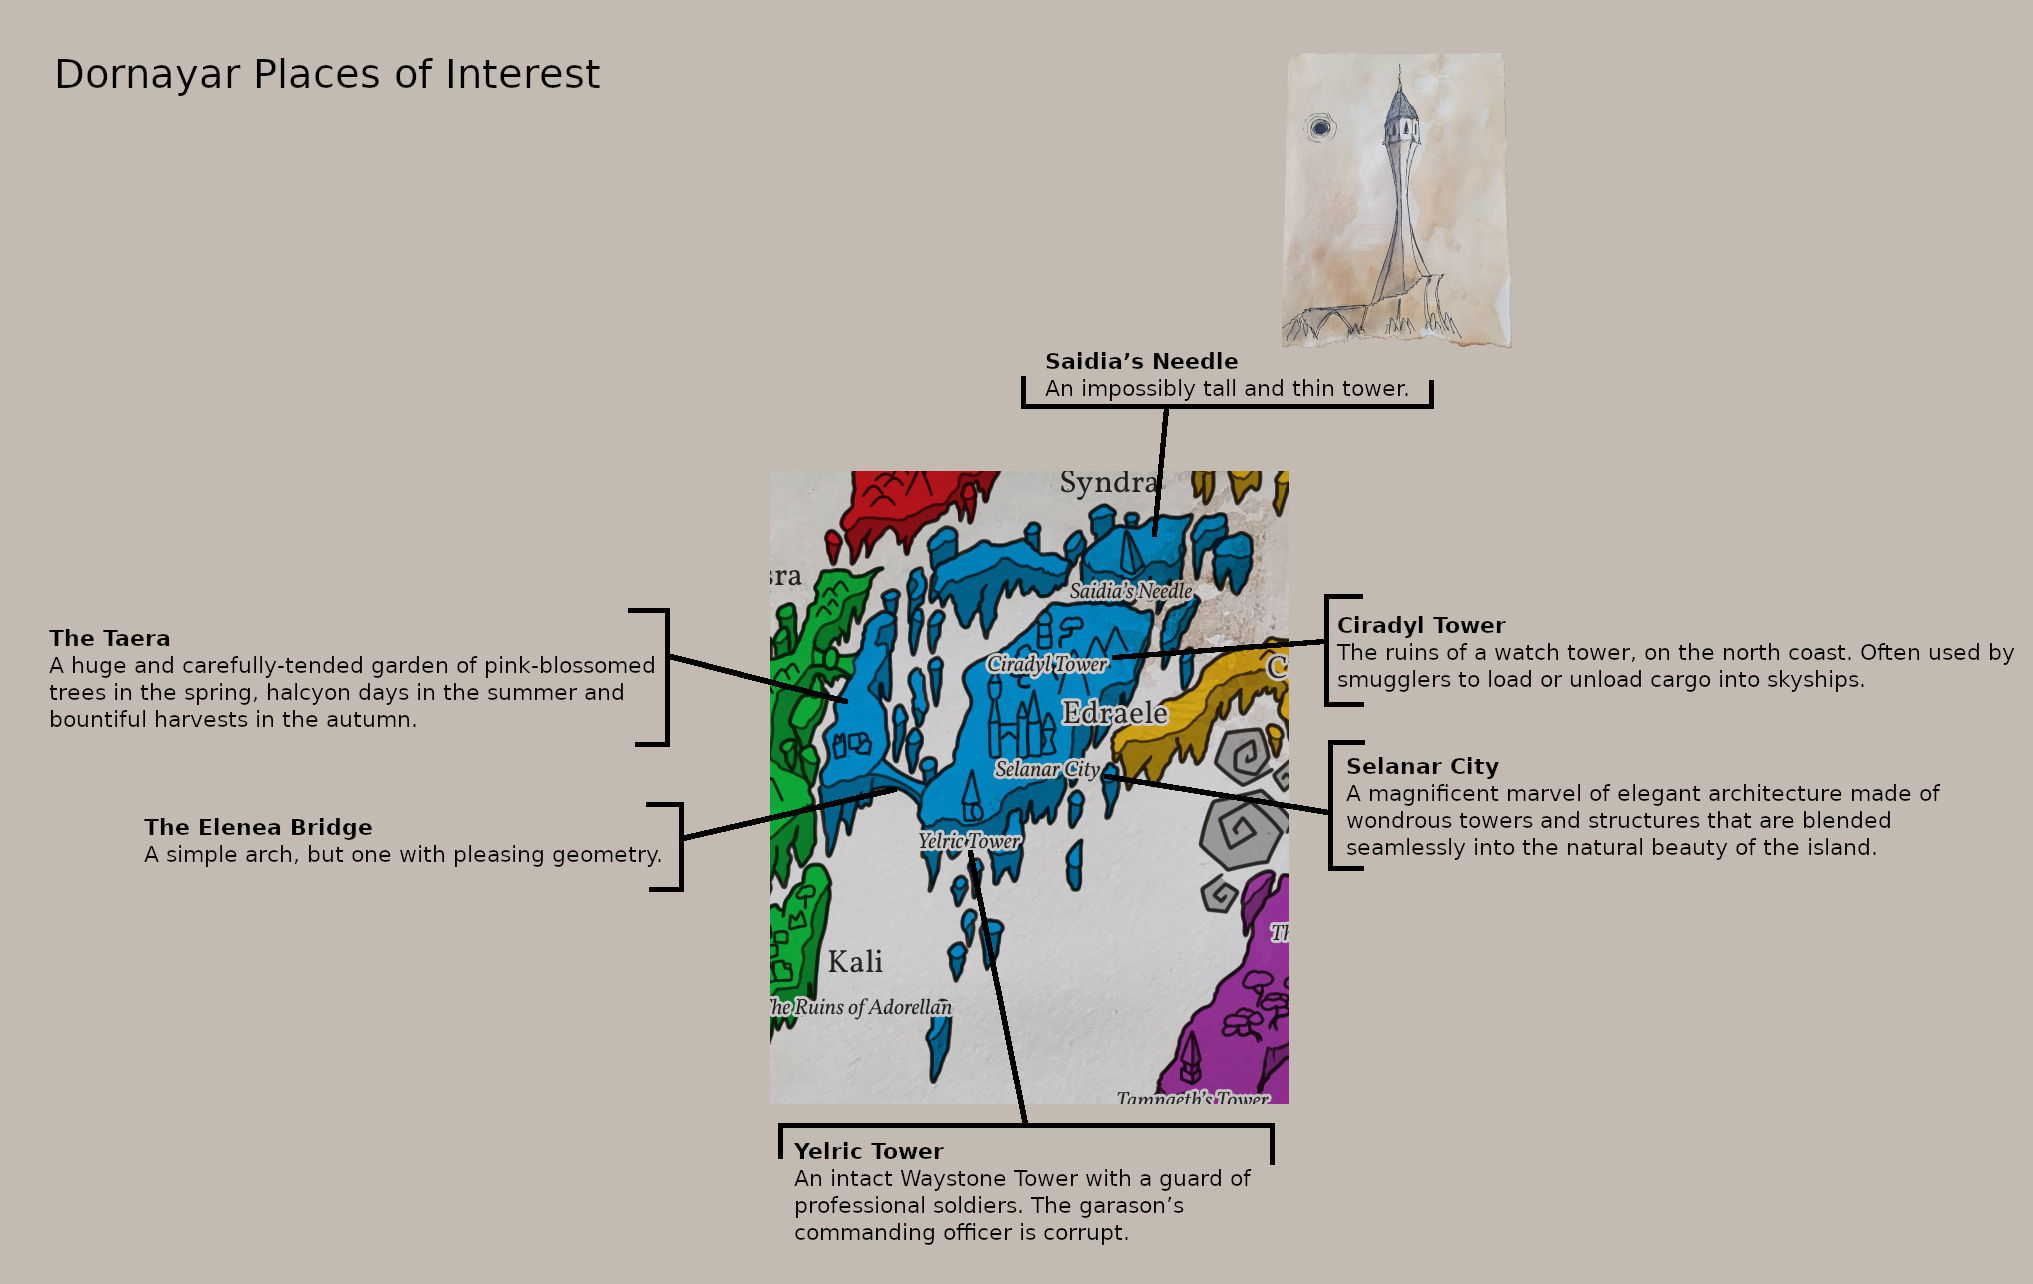 Dornayar Places of Interest
Saidia’s Needle
An impossibly tall and thin tower.
Syndra
sra
Saidia's Needle
The Taera
A huge and carefully-tended garden of pink-blossomed
trees in the spring, halcyon days in the summer and
bountiful harvests in the autumn.
Ciradyl Tower
The ruins of a watch tower, on the north coast. Often used by
smugglers to load or unload cargo into skyships.
Ciradyl Tower
C
Edraele
Selanar City
Selanar City
A magnificent marvel of elegant architecture made of
wondrous towers and structures that are blended
seamlessly into the natural beauty of the island.
The Elenea Bridge
A simple arch, but one with pleasing geometry.
Yelric Tower
Th
Kali
The Ruins of Adorellan
Tamnaeth's Tower
Yelric Tower
An intact Waystone Tower with a guard of
professional soldiers. The garason’s
commanding officer is corrupt.